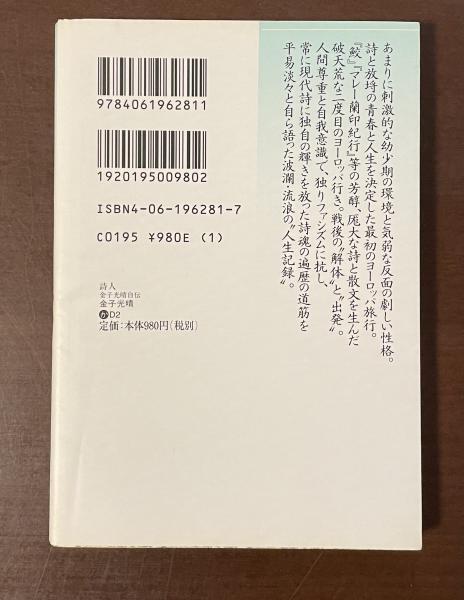 あまりに刺激的な幼少期の環境と気弱な反面の劇しい性格。
詩と放埓の青春と人生を決定した最初のヨーロッパ旅行。
『鮫』『マレー蘭印紀行』等の芳醇、厖大な詩と散文を生んだ
破天荒な二度目のヨーロッパ行き。戦後の〝解体〟と〝出発〟。
人間尊重と自我意識で、独りファシズムに抗し、
常に現代詩に独自の輝きを放った詩魂の遍歴の道筋を
平易淡々と自ら語った波瀾・流浪の〝人生記録〟。
9784061962811
1920195009802
ISBN4-06-196281-7
C0195 ¥980E (1)
詩人
金子光晴自伝
金子光晴
かD2
定価:本体980円(税別)